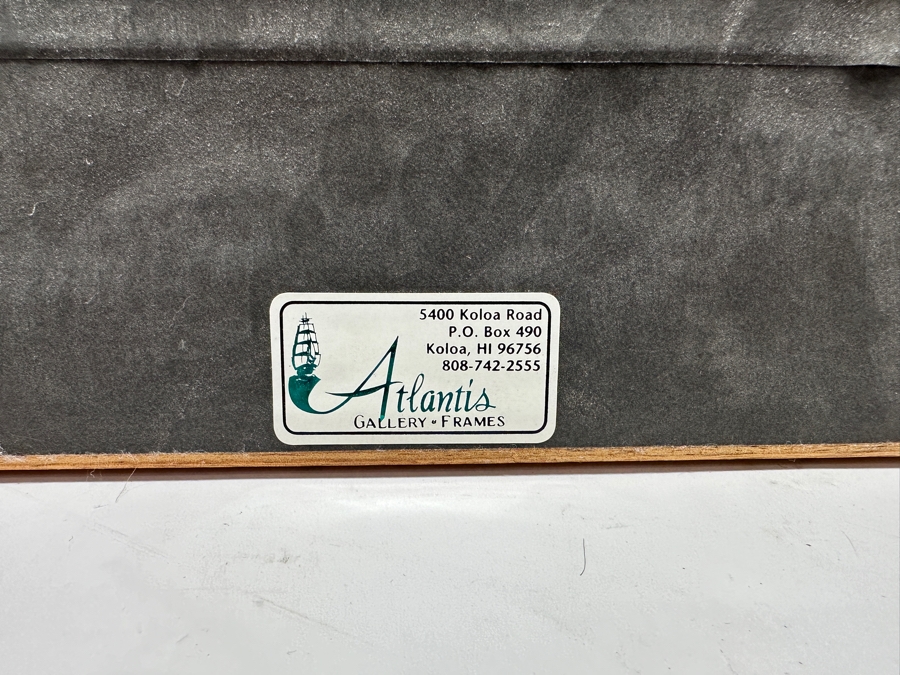 5400 Koloa Road
P.O. Box 490
Koloa, HI 96756
808-742-2555
Atlantis
GALLERY • FRAMES